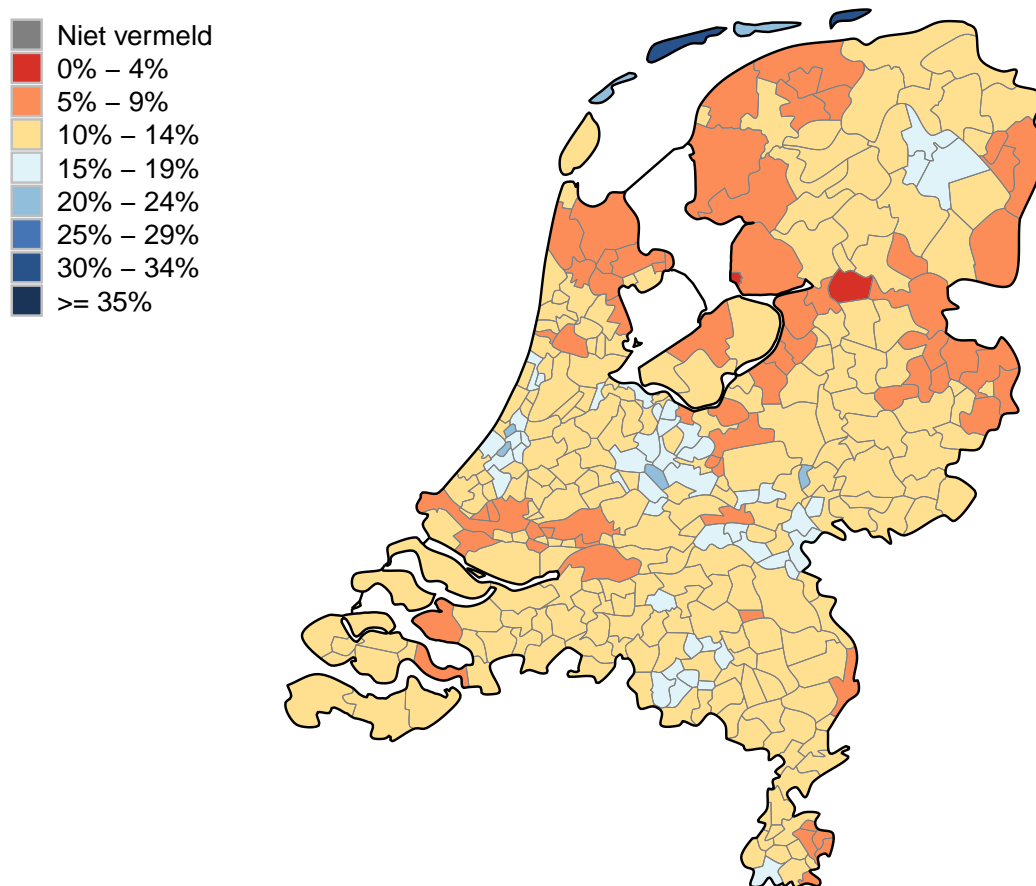 Niet vermeld
0% – 4%
5% – 9%
10% – 14%
15% – 19%
20% – 24%
25% – 29%
30% – 34%
>= 35%